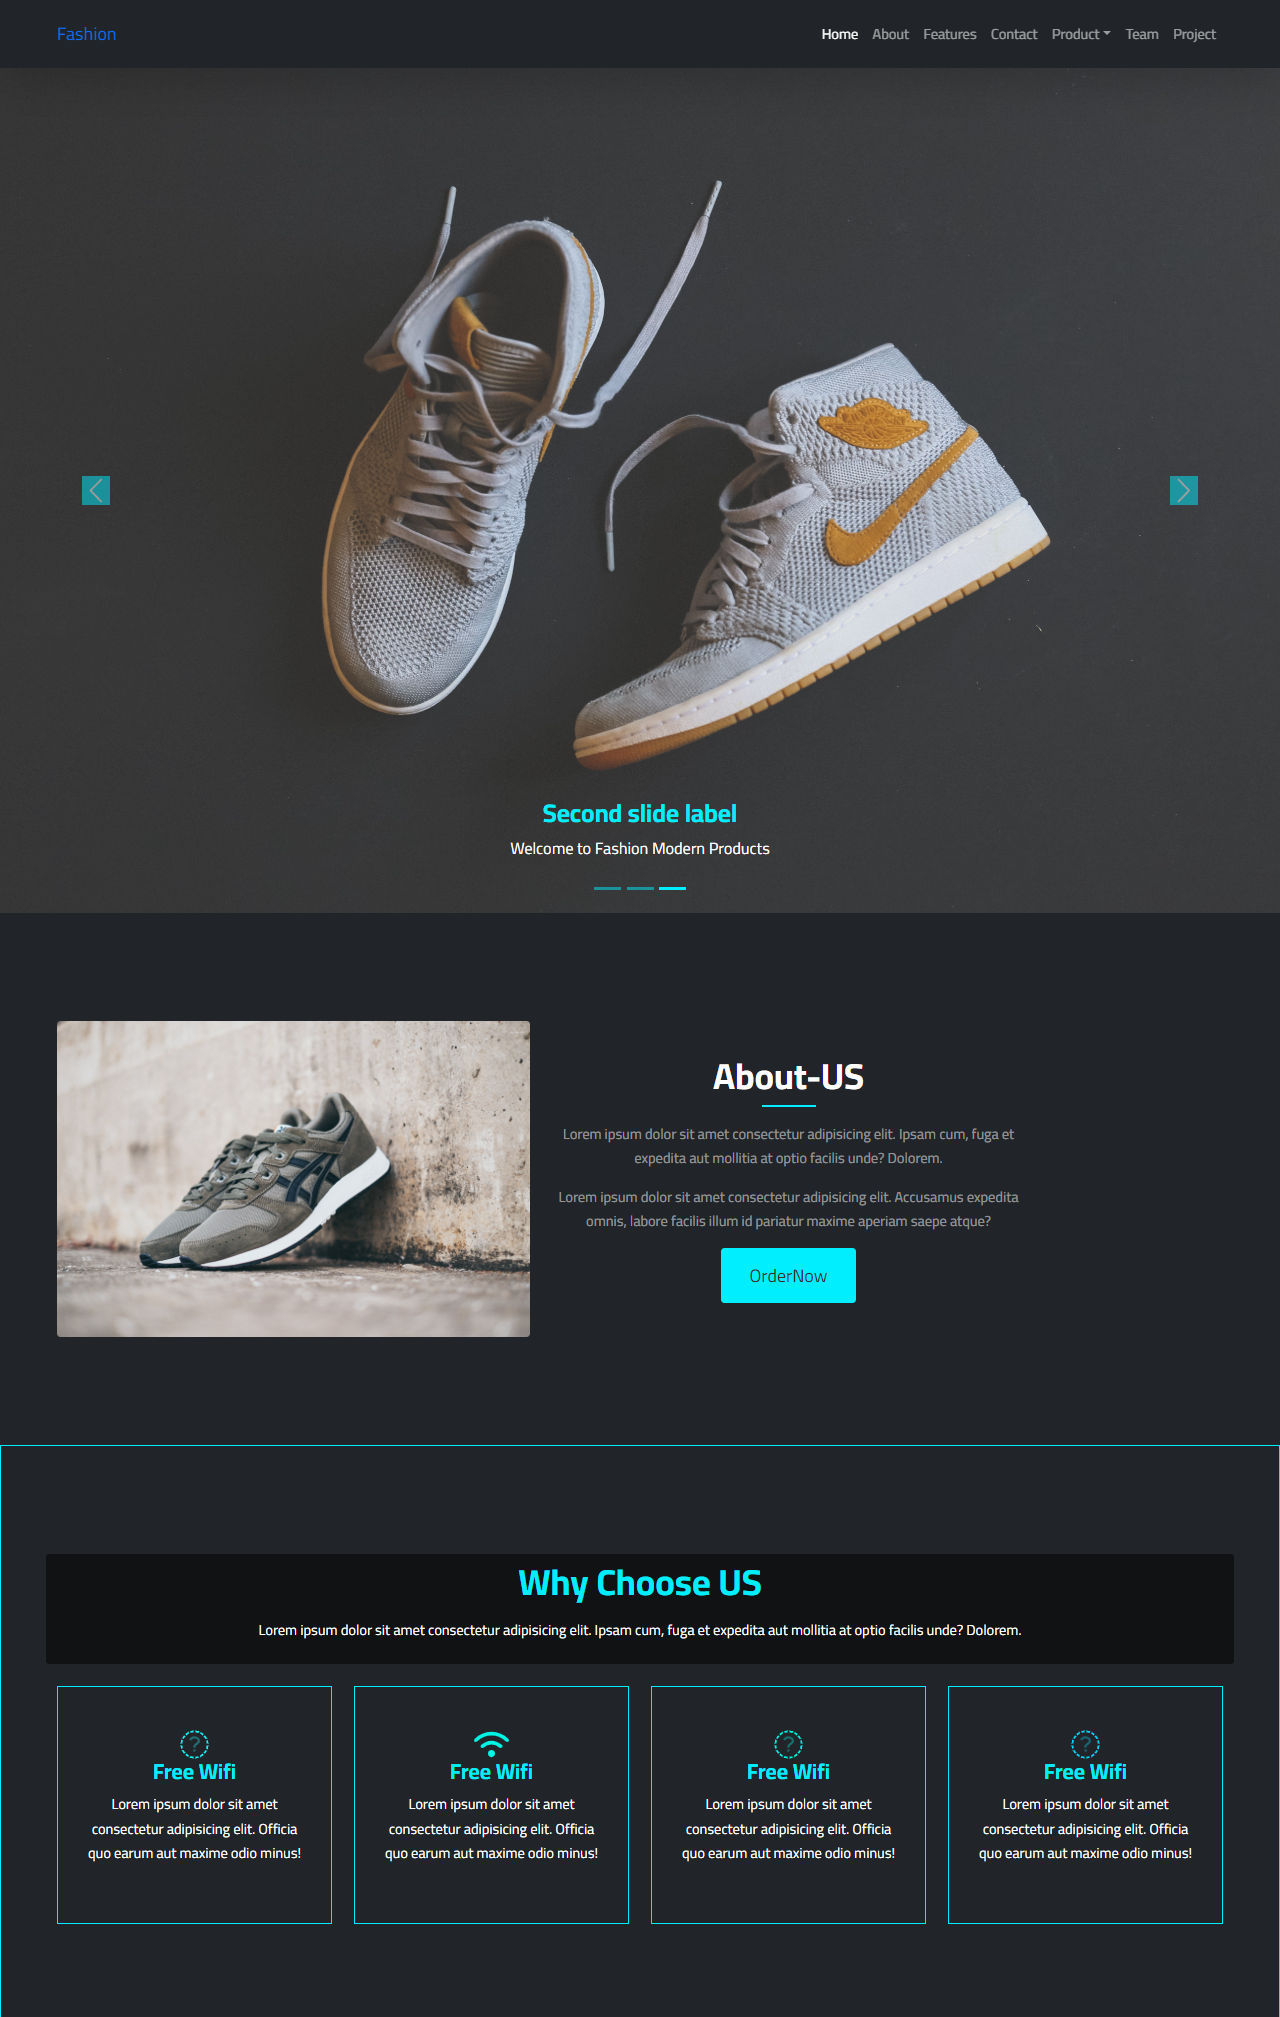 Fashion
Home About Features Contact Product Team Project
Second slide label
Welcome to Fashion Modern Products
About-US
Lorem ipsum dolor sit amet consectetur adipisicing elit. Ipsam cum, fuga et
expedita aut mollitia at optio facilis unde? Dolorem.
Lorem ipsum dolor sit amet consectetur adipisicing elit. Accusamus expedita
omnis, labore facilis illum id pariatur maxime aperiam saepe atque?
OrderNow
Why Choose US
Lorem ipsum dolor sit amet consectetur adipisicing elit. Ipsam cum, fuga et expedita aut mollitia at optio facilis unde? Dolorem.
Free Wifi
Lorem ipsum dolor sit amet
consectetur adipisicing elit. Officia
quo earum aut maxime odio minus!
Free Wifi
Lorem ipsum dolor sit amet
consectetur adipisicing elit. Officia
quo earum aut maxime odio minus!
Free Wifi
Lorem ipsum dolor sit amet
consectetur adipisicing elit. Officia
quo earum aut maxime odio minus!
Free Wifi
Lorem ipsum dolor sit amet
consectetur adipisicing elit. Officia
quo earum aut maxime odio minus!